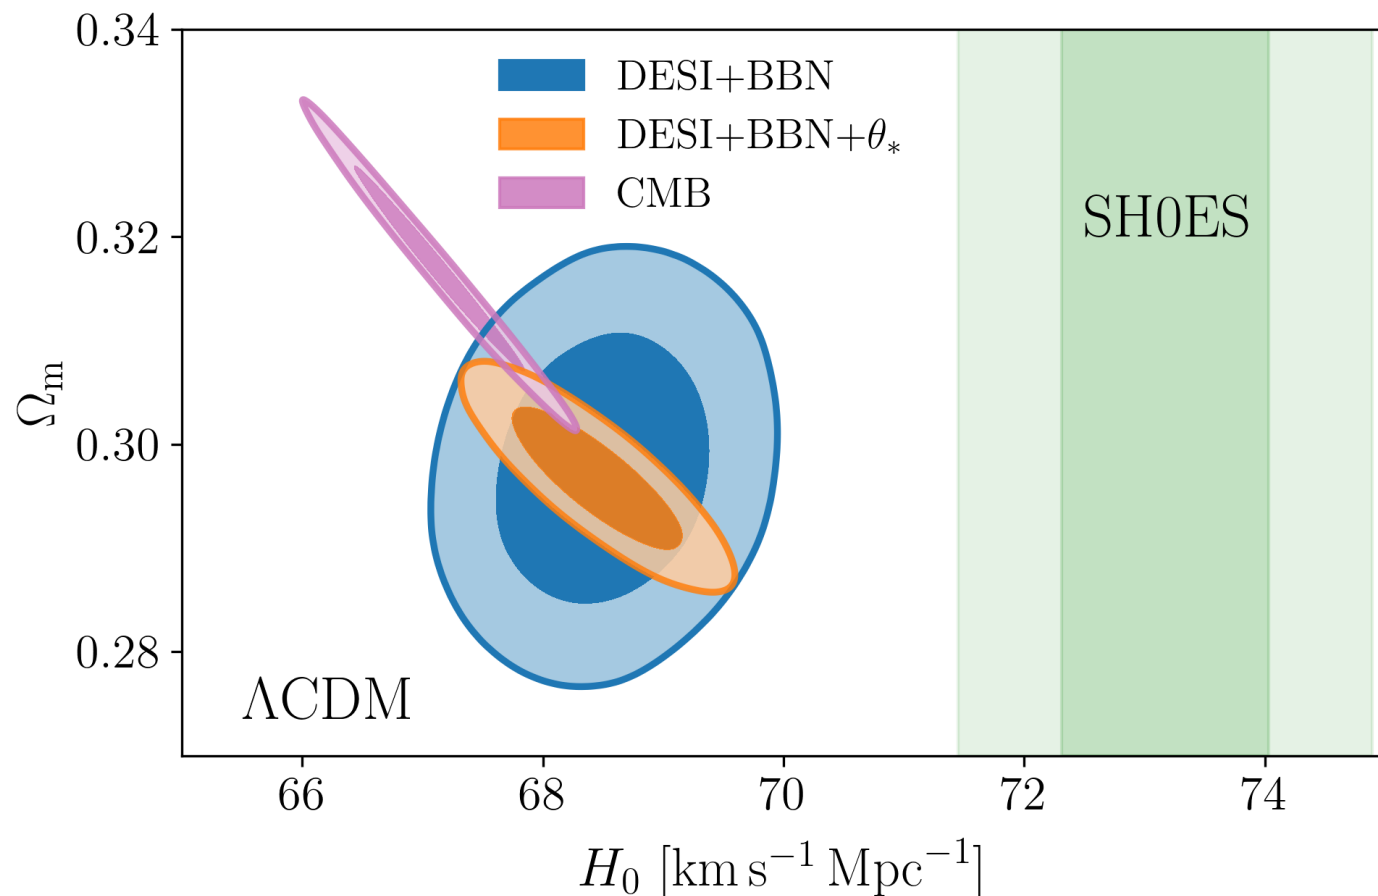 0.34
0.32
0.30
0.28
Ωm
DESI+BBN
DESI+BBN+θ*
CMB
SH0ES
ΛCDM
66 68 70 72 74
H0 [km s−1 Mpc−1]